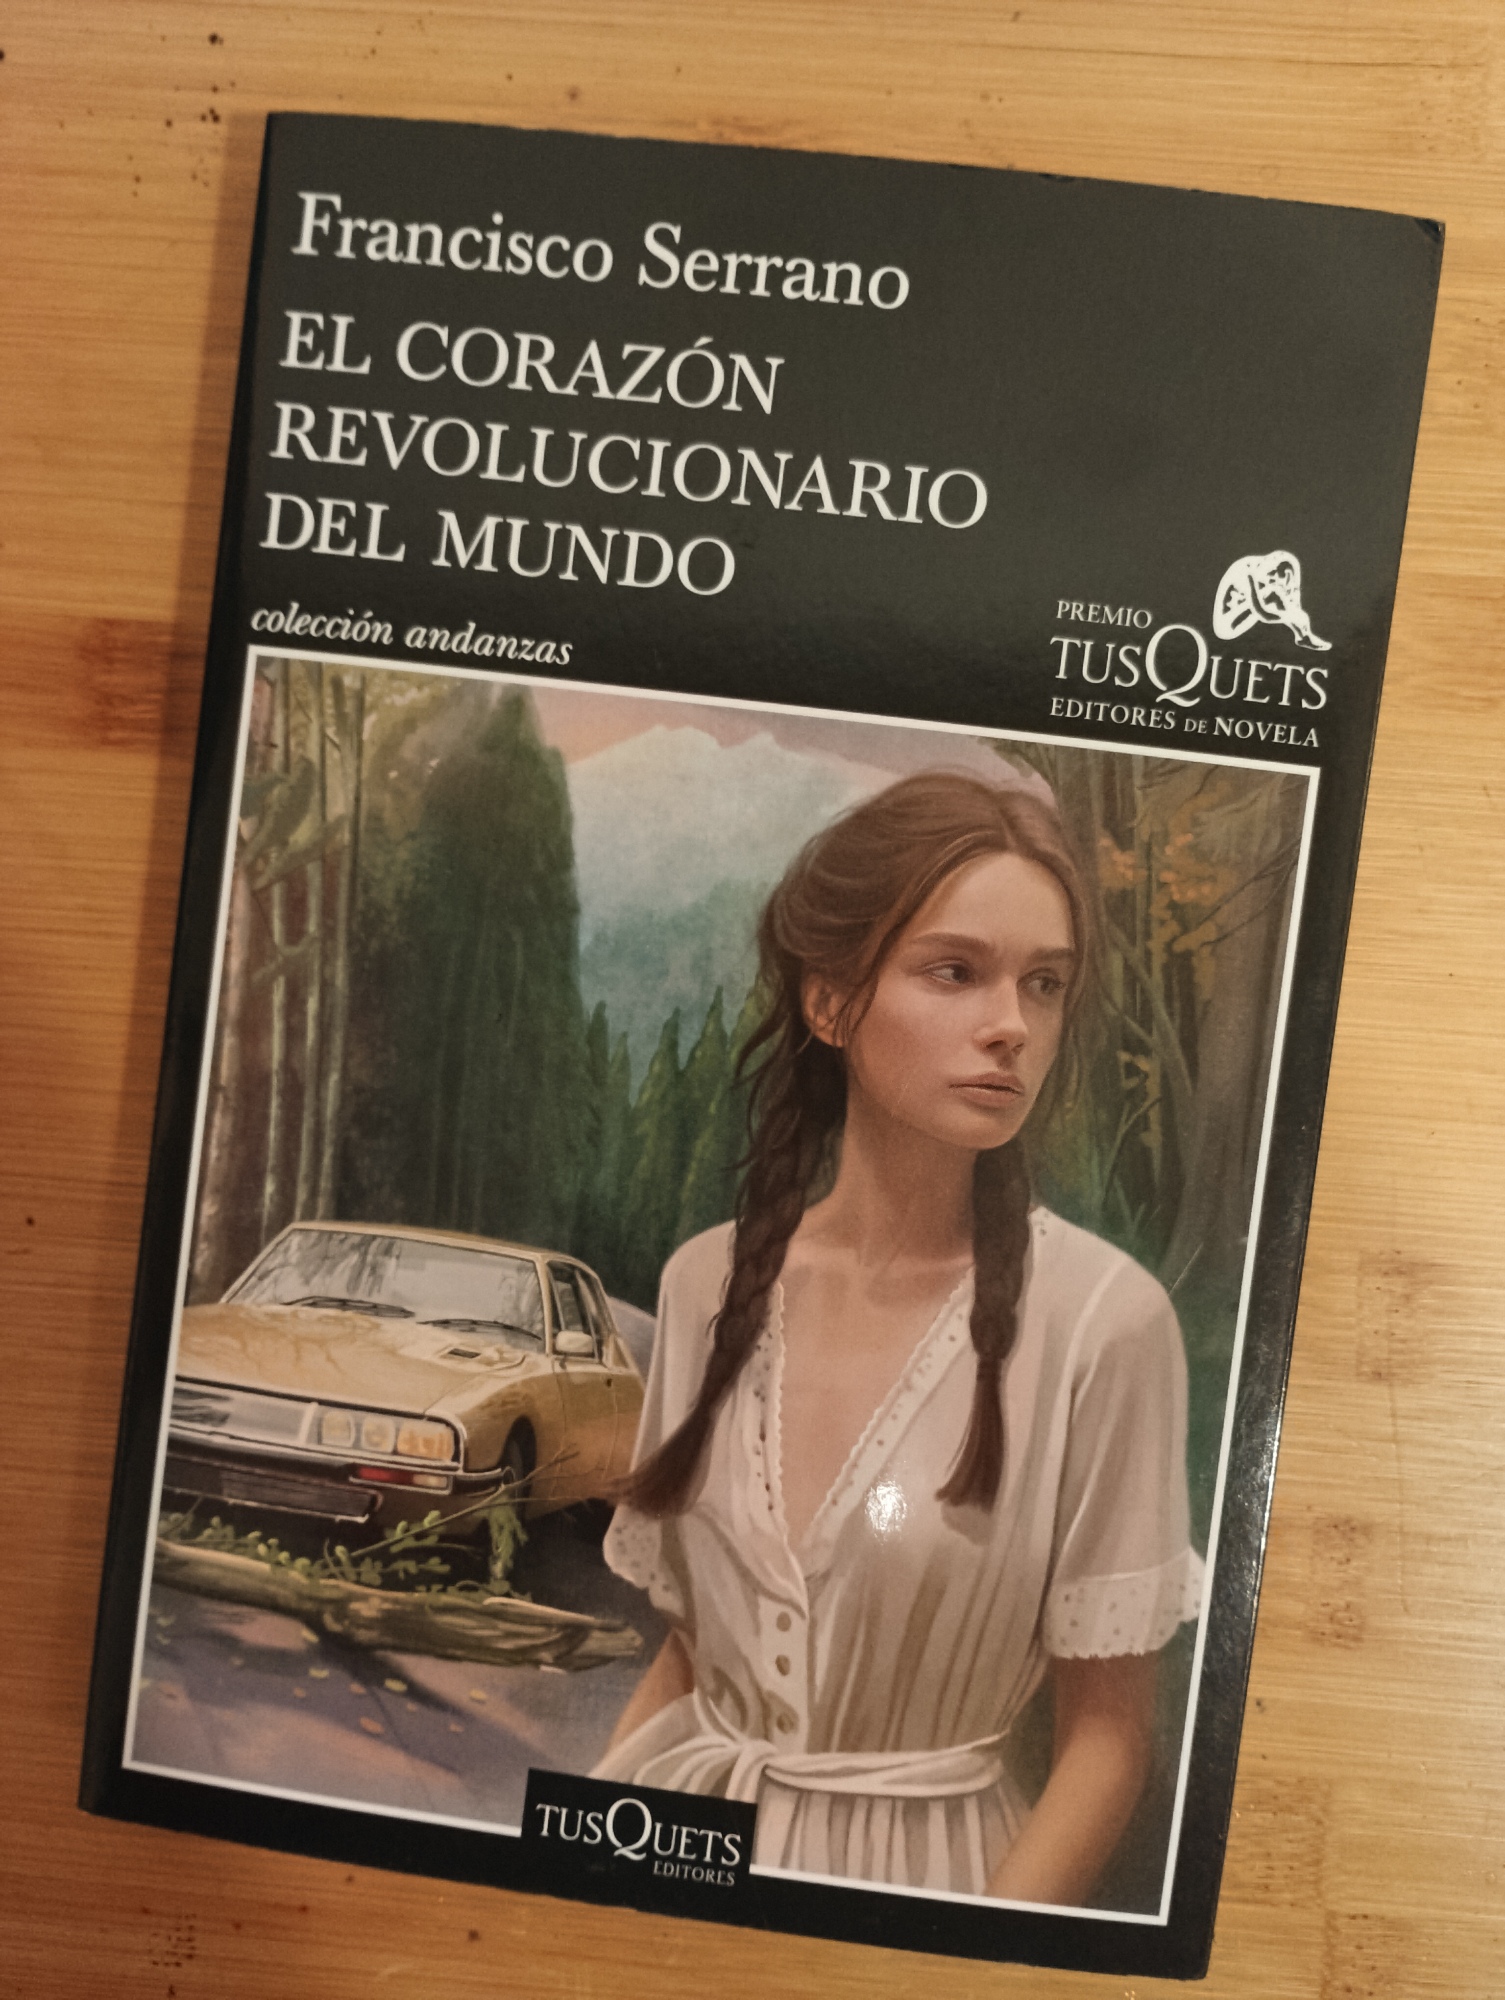 Francisco Serrano
EL CORAZÓN
REVOLUCIONARIO
DEL MUNDO
colección andanzas
PREMIO
TUSQUETS
EDITORES DE NOVELA
TUSQUETS
EDITORES